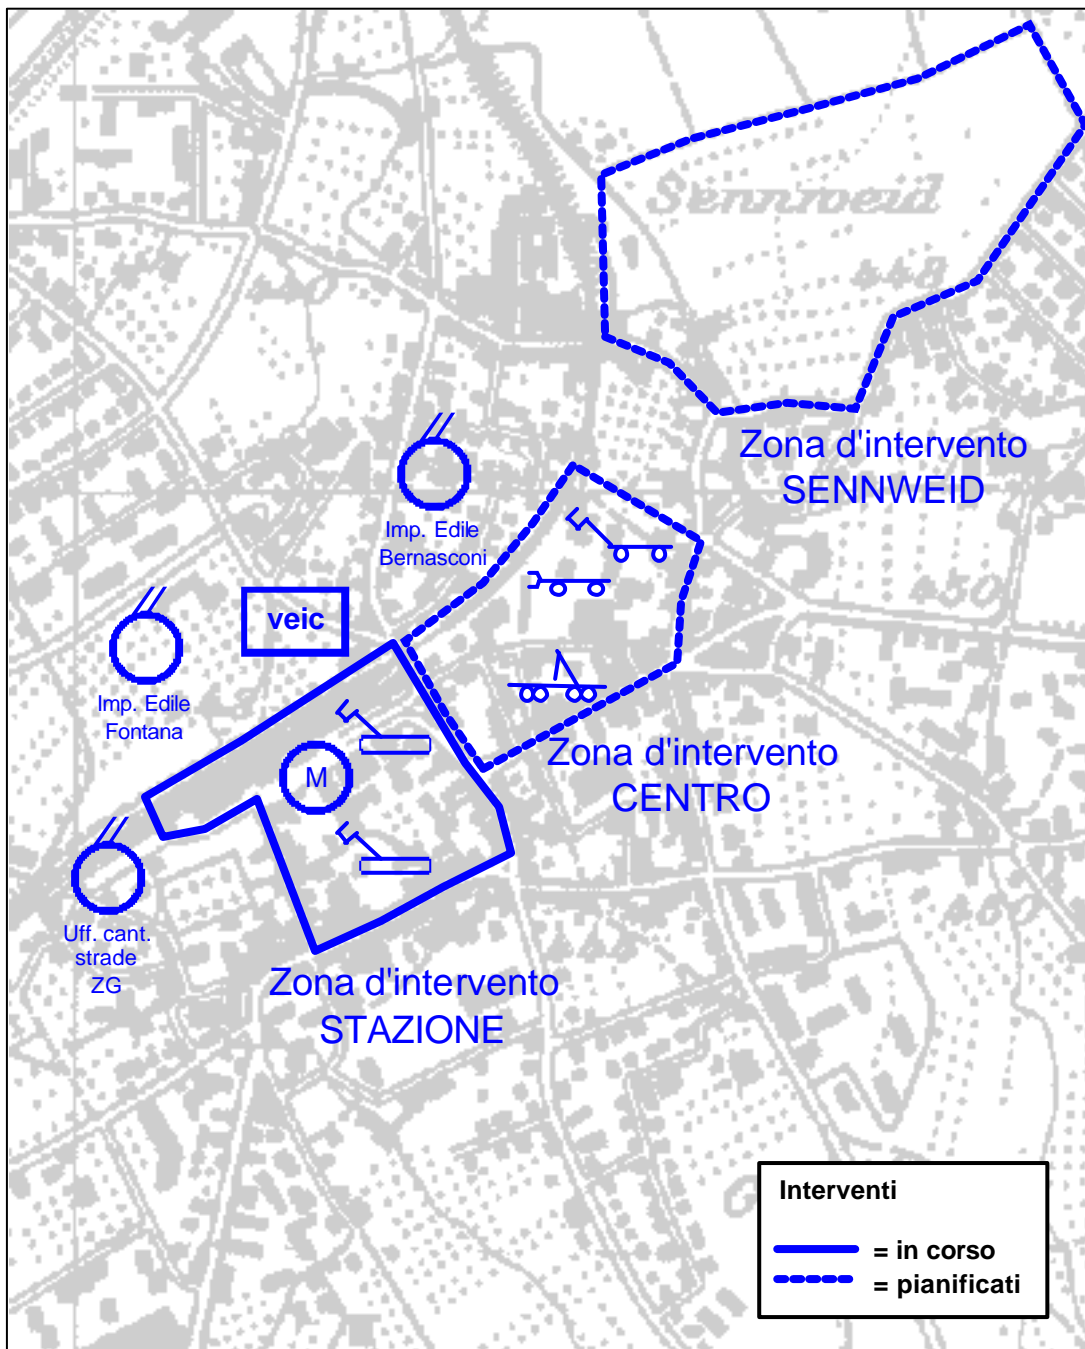 Sennweid
Zona d'intervento
SENNWEID
Imp. Edile
Bernasconi
veic
Imp. Edile
Fontana
M
Zona d'intervento
CENTRO
Uff. cant.
strade
ZG
Zona d'intervento
STAZIONE
Interventi
= in corso
= pianificati